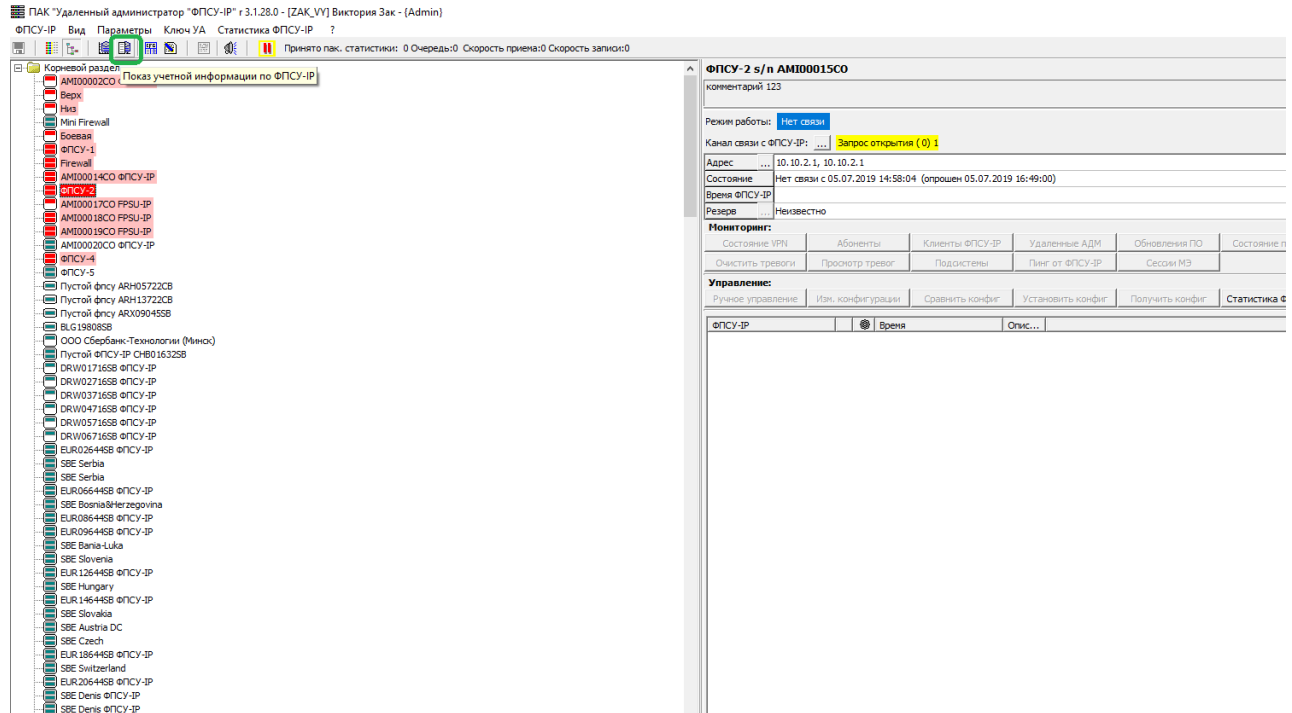 ПАК "Удаленный администратор "ФПСУ-IP" r 3.1.28.0 - [ZAK_VY] Виктория Зак - {Admin}
ФПСУ-IP Вид Параметры Ключ УА Статистика ФПСУ-IP ?
Принято пак. статистики: 0 Очередь:0 Скорость приема:0 Скорость записи:0
Корневой раздел
AMI00002CO
Показ учетной информации по ФПСУ-IP
Верх
Низ
Mini Firewall
Боевая
ФПСУ-1
Firewall
AMI00014CO ФПСУ-IP
ФПСУ-2
AMI00017CO FPSU-IP
AMI00018CO FPSU-IP
AMI00019CO FPSU-IP
AMI00020CO ФПСУ-IP
ФПСУ-4
ФПСУ-5
Пустой фпсу ARH05722CB
Пустой фпсу ARH13722CB
Пустой фпсу ARX09045SB
BLG19808SB
ООО Сбербанк-Технологии (Минск)
Пустой ФПСУ-IP CHB01632SB
DRW01716SB ФПСУ-IP
DRW02716SB ФПСУ-IP
DRW03716SB ФПСУ-IP
DRW04716SB ФПСУ-IP
DRW05716SB ФПСУ-IP
DRW06716SB ФПСУ-IP
EUR02644SB ФПСУ-IP
SBE Serbia
SBE Serbia
EUR06644SB ФПСУ-IP
SBE Bosnia&Herzegovina
EUR08644SB ФПСУ-IP
EUR09644SB ФПСУ-IP
SBE Bania-Luka
SBE Slovenia
EUR12644SB ФПСУ-IP
SBE Hungary
EUR14644SB ФПСУ-IP
SBE Slovakia
SBE Austria DC
SBE Czech
EUR18644SB ФПСУ-IP
SBE Switzerland
EUR20644SB ФПСУ-IP
SBE Denis ФПСУ-IP
SBE Denis ФПСУ-IP
ФПСУ-2 s/n AMI00015CO
комментарий 123
Режим работы: Нет связи
Канал связи с ФПСУ-IP: ... Запрос открытия ( 0) 1
Адрес ... 10.10.2.1, 10.10.2.1
Состояние Нет связи с 05.07.2019 14:58:04 (опрошен 05.07.2019 16:49:00)
Время ФПСУ-IP
Резерв ... Неизвестно
Мониторинг:
Состояние VPN Абоненты Клиенты ФПСУ-IP Удаленные АДМ Обновления ПО Состояние п
Очистить тревоги Просмотр тревог Подсистемы Пинг от ФПСУ-IP Сессии МЭ
Управление:
Ручное управление Изм. конфигурации Сравнить конфиг Установить конфиг Получить конфиг Статистика Ф
ФПСУ-IP Время Опис...